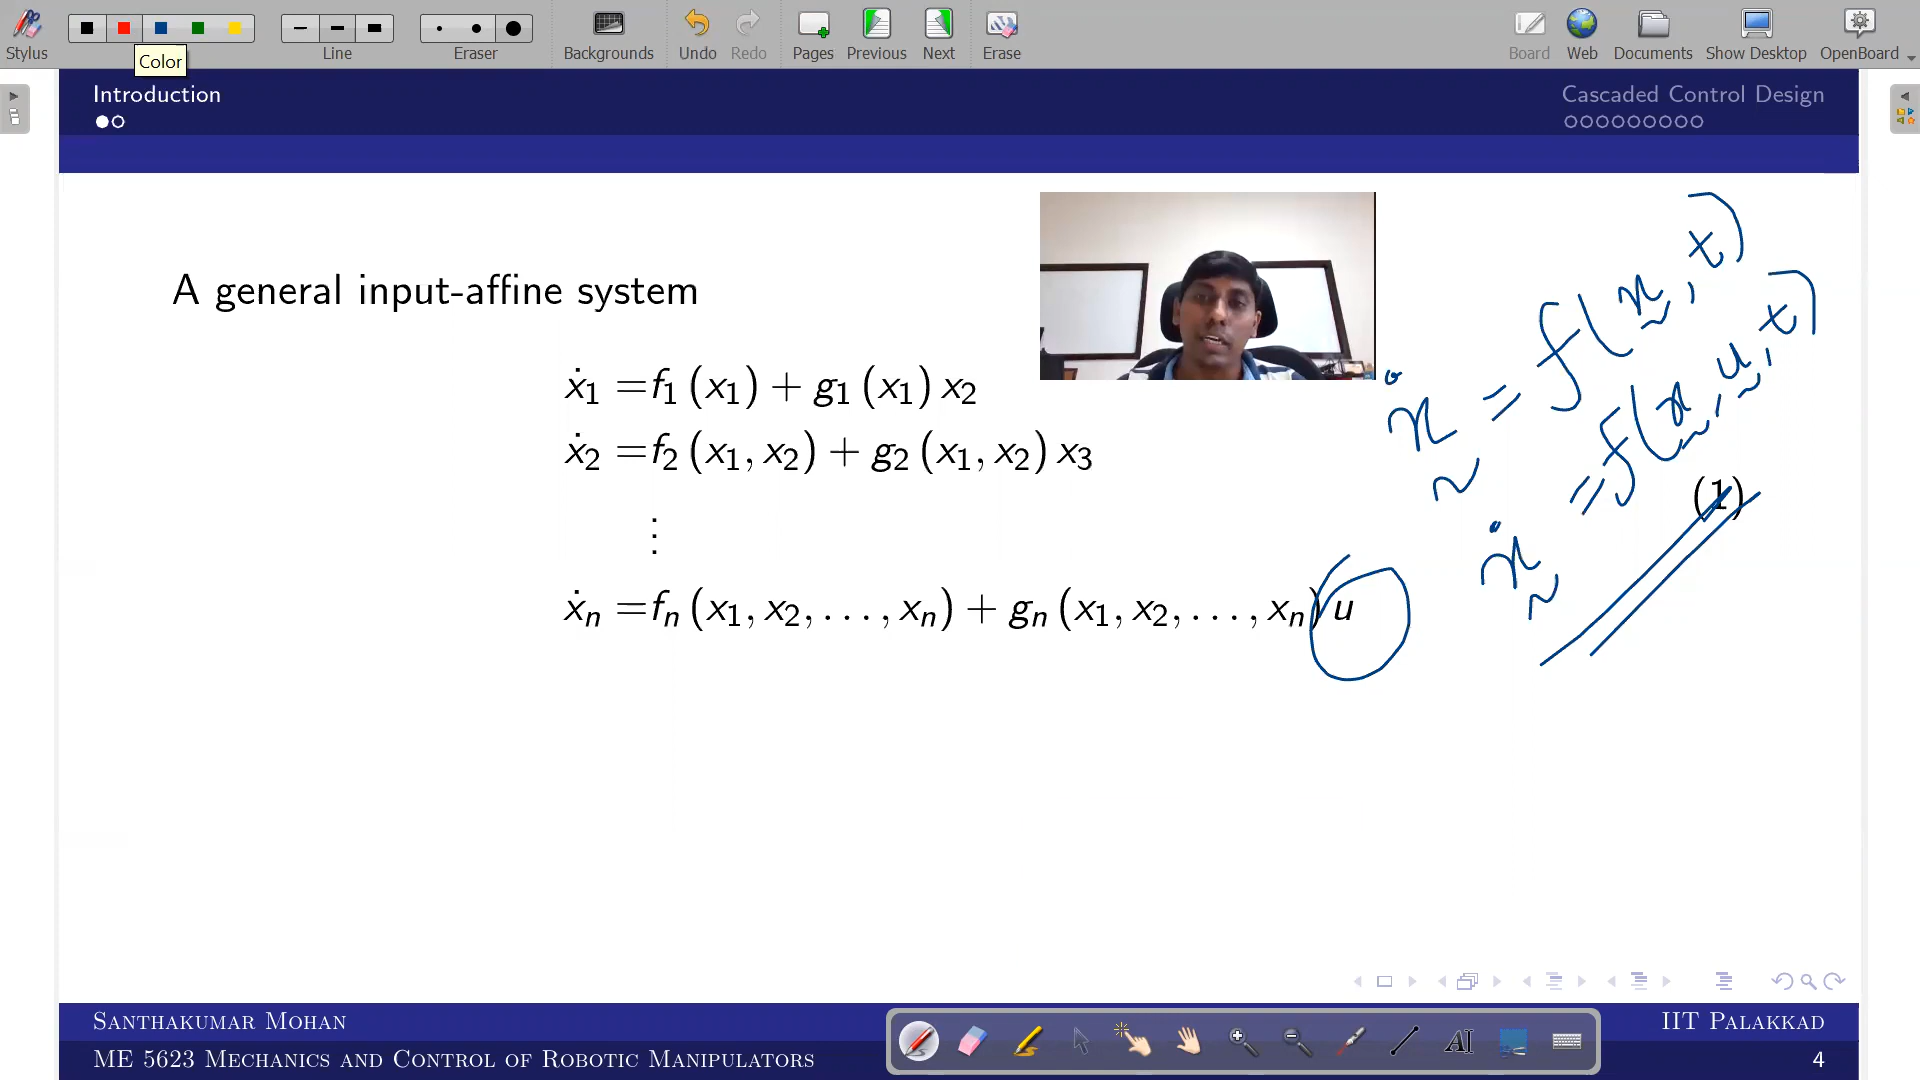 Stylus Color Line Eraser Backgrounds Undo Redo Pages Previous Next Erase Board Web Documents Show Desktop OpenBoard
Introduction
Cascaded Control Design
A general input-affine system
ẋ₁ = f₁ (x₁) + g₁ (x₁) x₂
ẋ₂ = f₂ (x₁, x₂) + g₂ (x₁, x₂) x₃
⋮
ẋₙ = fₙ (x₁, x₂, . . . , xₙ) + gₙ (x₁, x₂, . . . , xₙ) u
(1)
ẋ = f(x, t)
ẋ = f(x, u, t)
Santhakumar Mohan
IIT Palakkad
ME 5623 Mechanics and Control of Robotic Manipulators
4